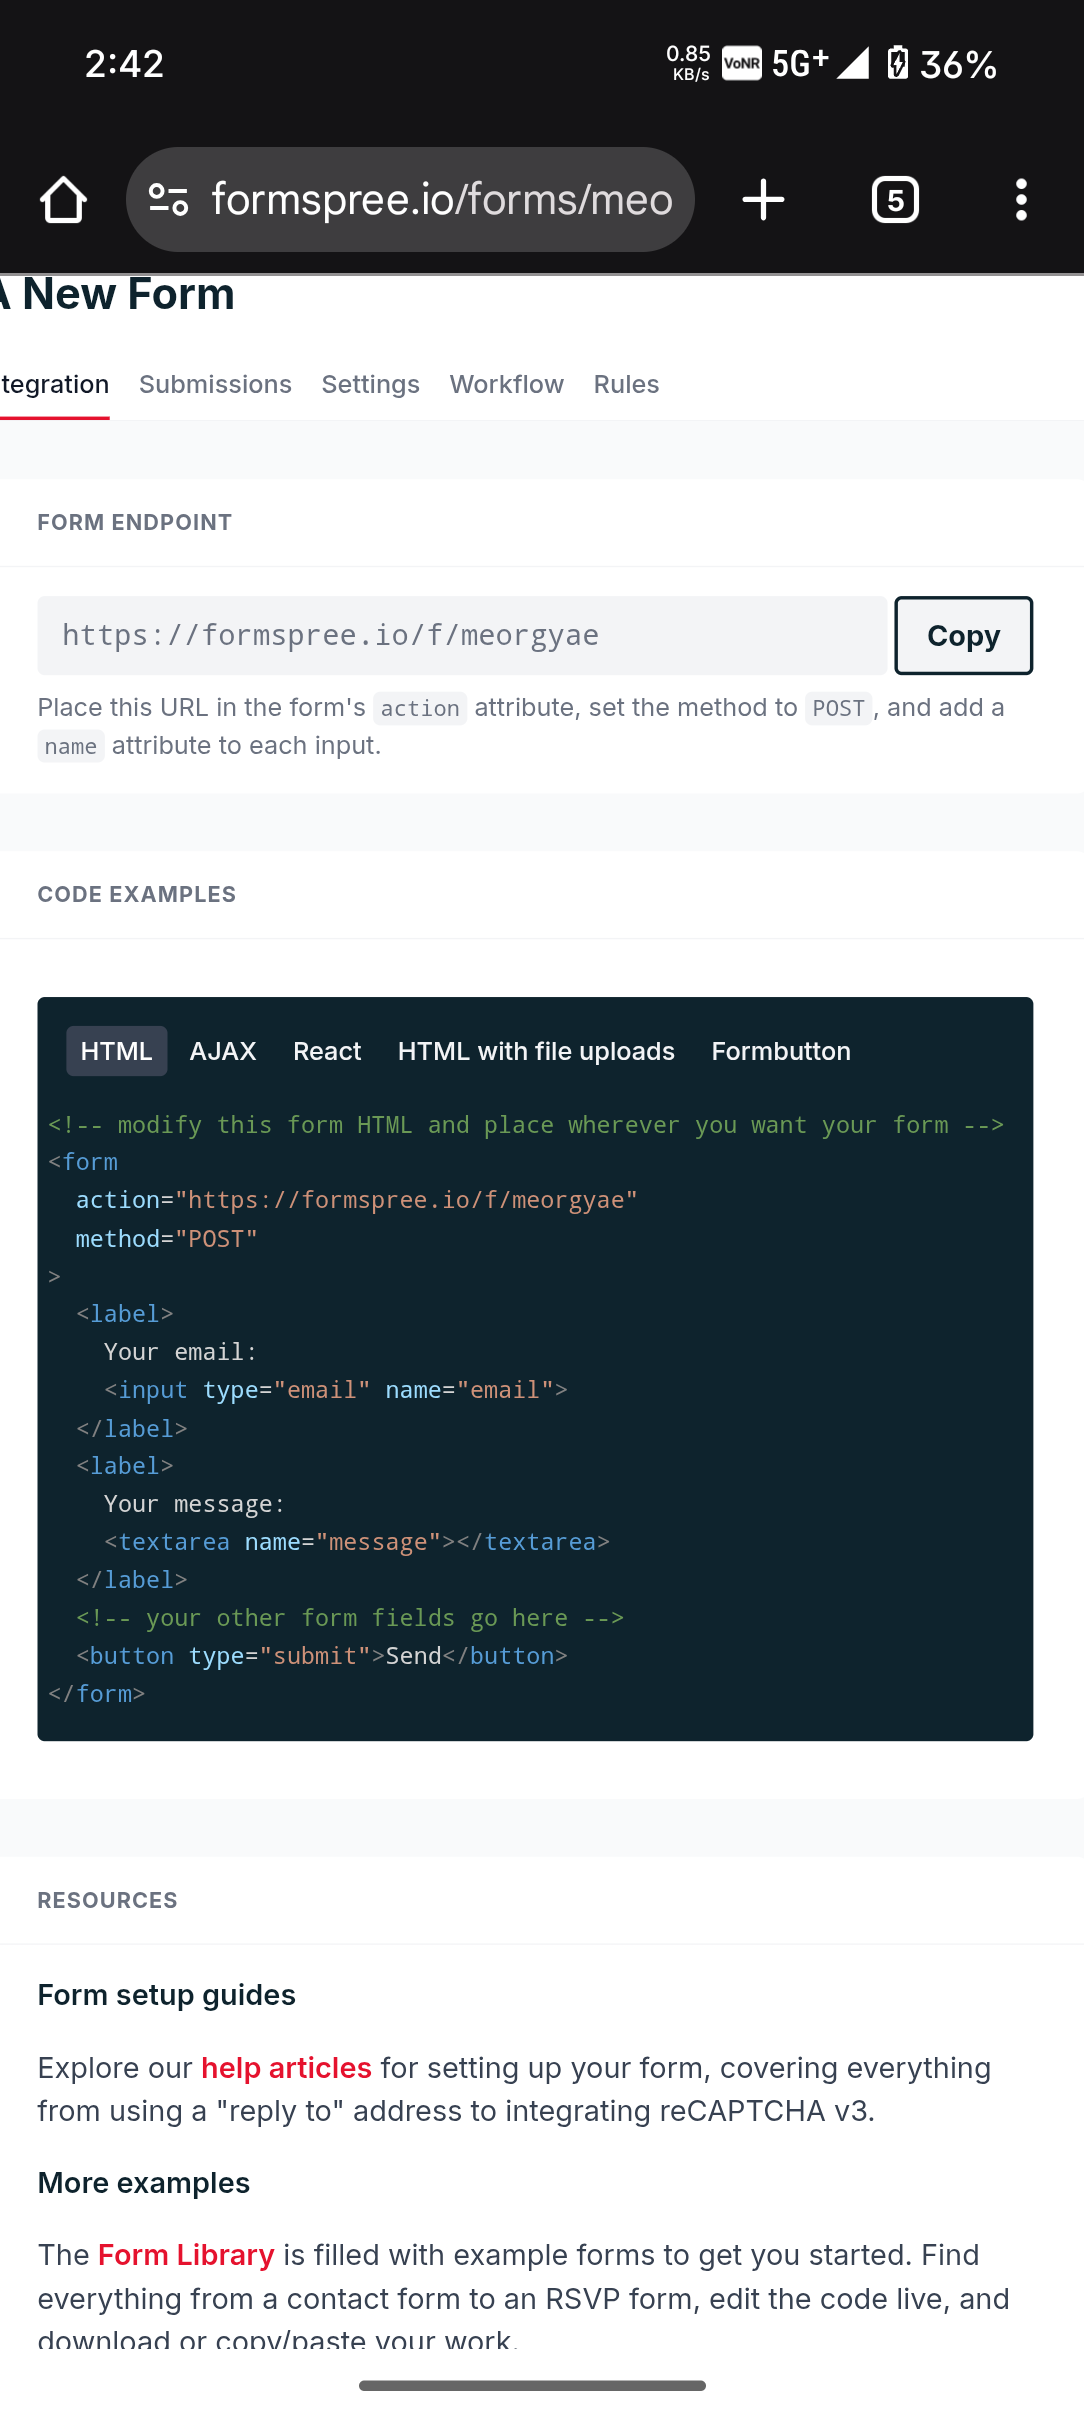 2:42
0.85 KB/s VoNR 5G+ 36%
formspree.io/forms/meo
5
A New Form
tegration Submissions Settings Workflow Rules
FORM ENDPOINT
https://formspree.io/f/meorgyae Copy
Place this URL in the form's action attribute, set the method to POST, and add a
name attribute to each input.
CODE EXAMPLES
HTML AJAX React HTML with file uploads Formbutton
<!-- modify this form HTML and place wherever you want your form -->
<form
  action="https://formspree.io/f/meorgyae"
  method="POST"
>
  <label>
    Your email:
    <input type="email" name="email">
  </label>
  <label>
    Your message:
    <textarea name="message"></textarea>
  </label>
  <!-- your other form fields go here -->
  <button type="submit">Send</button>
</form>
RESOURCES
Form setup guides
Explore our help articles for setting up your form, covering everything
from using a "reply to" address to integrating reCAPTCHA v3.
More examples
The Form Library is filled with example forms to get you started. Find
everything from a contact form to an RSVP form, edit the code live, and
download or copy/paste your work.